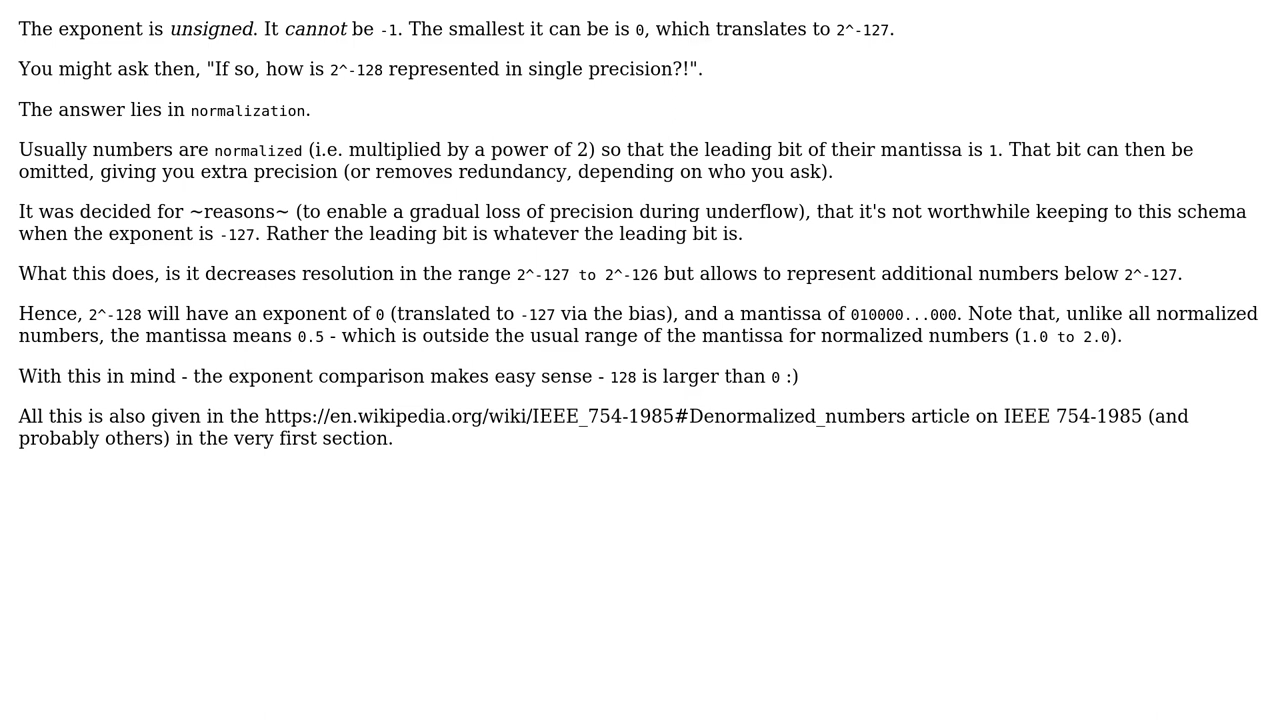 The exponent is unsigned. It cannot be -1. The smallest it can be is 0, which translates to 2^-127.
You might ask then, "If so, how is 2^-128 represented in single precision?!".
The answer lies in normalization.
Usually numbers are normalized (i.e. multiplied by a power of 2) so that the leading bit of their mantissa is 1. That bit can then be
omitted, giving you extra precision (or removes redundancy, depending on who you ask).
It was decided for ~reasons~ (to enable a gradual loss of precision during underflow), that it's not worthwhile keeping to this schema
when the exponent is -127. Rather the leading bit is whatever the leading bit is.
What this does, is it decreases resolution in the range 2^-127 to 2^-126 but allows to represent additional numbers below 2^-127.
Hence, 2^-128 will have an exponent of 0 (translated to -127 via the bias), and a mantissa of 010000...000. Note that, unlike all normalized
numbers, the mantissa means 0.5 - which is outside the usual range of the mantissa for normalized numbers (1.0 to 2.0).
With this in mind - the exponent comparison makes easy sense - 128 is larger than 0 :)
All this is also given in the https://en.wikipedia.org/wiki/IEEE_754-1985#Denormalized_numbers article on IEEE 754-1985 (and
probably others) in the very first section.